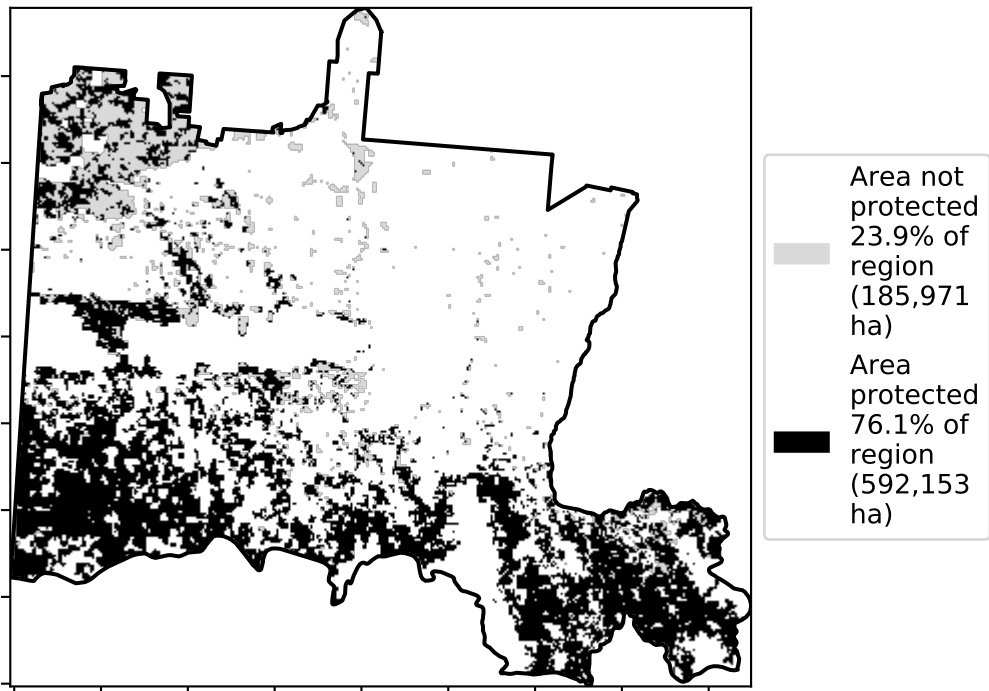 Area not
protected
23.9% of
region
(185,971
ha)
Area
protected
76.1% of
region
(592,153
ha)